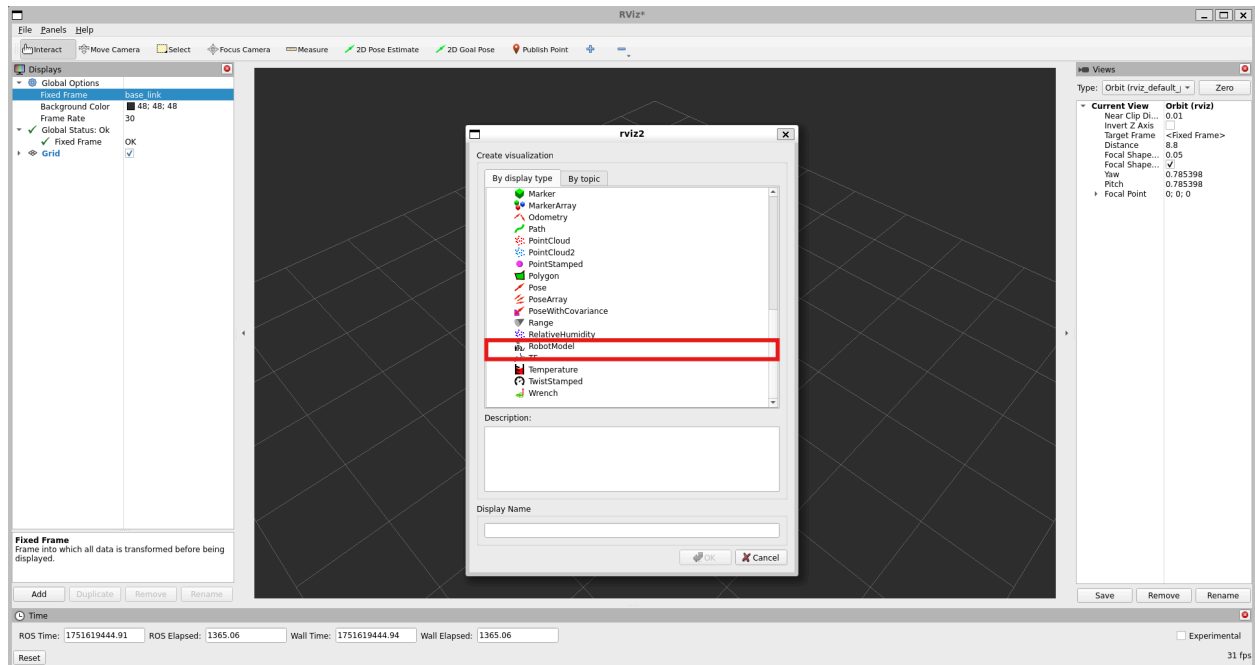 RViz*
File Panels Help
Interact Move Camera Select Focus Camera Measure 2D Pose Estimate 2D Goal Pose Publish Point
Displays
Global Options
Fixed Frame base_link
Background Color 48; 48; 48
Frame Rate 30
Global Status: Ok
Fixed Frame OK
Grid
Fixed Frame
Frame into which all data is transformed before being
displayed.
Add Duplicate Remove Rename
rviz2
Create visualization
By display type By topic
Marker
MarkerArray
Odometry
Path
PointCloud
PointCloud2
PointStamped
Polygon
Pose
PoseArray
PoseWithCovariance
Range
RelativeHumidity
RobotModel
TF
Temperature
TwistStamped
Wrench
Description:
Display Name
OK Cancel
Views
Type: Orbit (rviz_default_ Zero
Current View Orbit (rviz)
Near Clip Di... 0.01
Invert Z Axis
Target Frame <Fixed Frame>
Distance 8.8
Focal Shape... 0.05
Focal Shape...
Yaw 0.785398
Pitch 0.785398
Focal Point 0; 0; 0
Save Remove Rename
Time
ROS Time: 1751619444.91 ROS Elapsed: 1365.06 Wall Time: 1751619444.94 Wall Elapsed: 1365.06 Experimental
Reset 31 fps